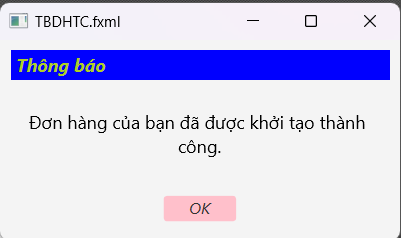 TBDHTC.fxml
Thông báo
Đơn hàng của bạn đã được khởi tạo thành
công.
OK